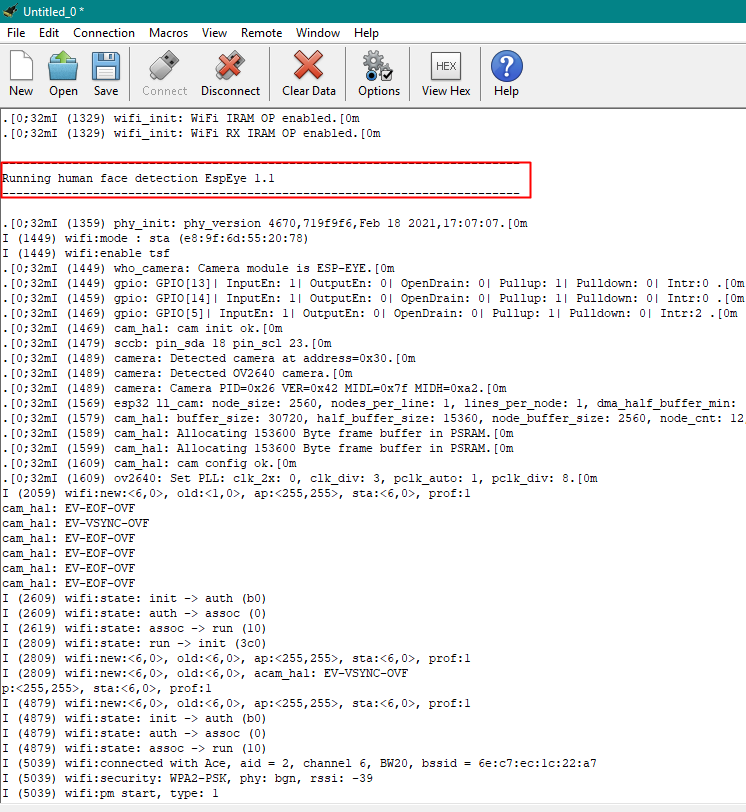 Untitled_0 *
File Edit Connection Macros View Remote Window Help
HEX ?
New Open Save Connect Disconnect Clear Data Options View Hex Help
.[0;32mI (1329) wifi_init: WiFi IRAM OP enabled.[0m
.[0;32mI (1329) wifi_init: WiFi RX IRAM OP enabled.[0m
------------------------------------------------------------------
Running human face detection EspEye 1.1
------------------------------------------------------------------
.[0;32mI (1359) phy_init: phy_version 4670,719f9f6,Feb 18 2021,17:07:07.[0m
I (1449) wifi:mode : sta (e8:9f:6d:55:20:78)
I (1449) wifi:enable tsf
.[0;32mI (1449) who_camera: Camera module is ESP-EYE.[0m
.[0;32mI (1449) gpio: GPIO[13]| InputEn: 1| OutputEn: 0| OpenDrain: 0| Pullup: 1| Pulldown: 0| Intr:0 .[0m
.[0;32mI (1459) gpio: GPIO[14]| InputEn: 1| OutputEn: 0| OpenDrain: 0| Pullup: 1| Pulldown: 0| Intr:0 .[0m
.[0;32mI (1469) gpio: GPIO[5]| InputEn: 1| OutputEn: 0| OpenDrain: 0| Pullup: 1| Pulldown: 0| Intr:2 .[0m
.[0;32mI (1469) cam_hal: cam init ok.[0m
.[0;32mI (1479) sccb: pin_sda 18 pin_scl 23.[0m
.[0;32mI (1489) camera: Detected camera at address=0x30.[0m
.[0;32mI (1489) camera: Detected OV2640 camera.[0m
.[0;32mI (1489) camera: Camera PID=0x26 VER=0x42 MIDL=0x7f MIDH=0xa2.[0m
.[0;32mI (1569) esp32 ll_cam: node_size: 2560, nodes_per_line: 1, lines_per_node: 1, dma_half_buffer_min:
.[0;32mI (1579) cam_hal: buffer_size: 30720, half_buffer_size: 15360, node_buffer_size: 2560, node_cnt: 12,
.[0;32mI (1589) cam_hal: Allocating 153600 Byte frame buffer in PSRAM.[0m
.[0;32mI (1599) cam_hal: Allocating 153600 Byte frame buffer in PSRAM.[0m
.[0;32mI (1609) cam_hal: cam config ok.[0m
.[0;32mI (1609) ov2640: Set PLL: clk_2x: 0, clk_div: 3, pclk_auto: 1, pclk_div: 8.[0m
I (2059) wifi:new:<6,0>, old:<1,0>, ap:<255,255>, sta:<6,0>, prof:1
cam_hal: EV-EOF-OVF
cam_hal: EV-VSYNC-OVF
cam_hal: EV-EOF-OVF
cam_hal: EV-EOF-OVF
cam_hal: EV-EOF-OVF
cam_hal: EV-EOF-OVF
I (2609) wifi:state: init -> auth (b0)
I (2609) wifi:state: auth -> assoc (0)
I (2619) wifi:state: assoc -> run (10)
I (2809) wifi:state: run -> init (3c0)
I (2809) wifi:new:<6,0>, old:<6,0>, ap:<255,255>, sta:<6,0>, prof:1
I (2809) wifi:new:<6,0>, old:<6,0>, acam_hal: EV-VSYNC-OVF
p:<255,255>, sta:<6,0>, prof:1
I (4879) wifi:new:<6,0>, old:<6,0>, ap:<255,255>, sta:<6,0>, prof:1
I (4879) wifi:state: init -> auth (b0)
I (4879) wifi:state: auth -> assoc (0)
I (4879) wifi:state: assoc -> run (10)
I (5039) wifi:connected with Ace, aid = 2, channel 6, BW20, bssid = 6e:c7:ec:1c:22:a7
I (5039) wifi:security: WPA2-PSK, phy: bgn, rssi: -39
I (5039) wifi:pm start, type: 1